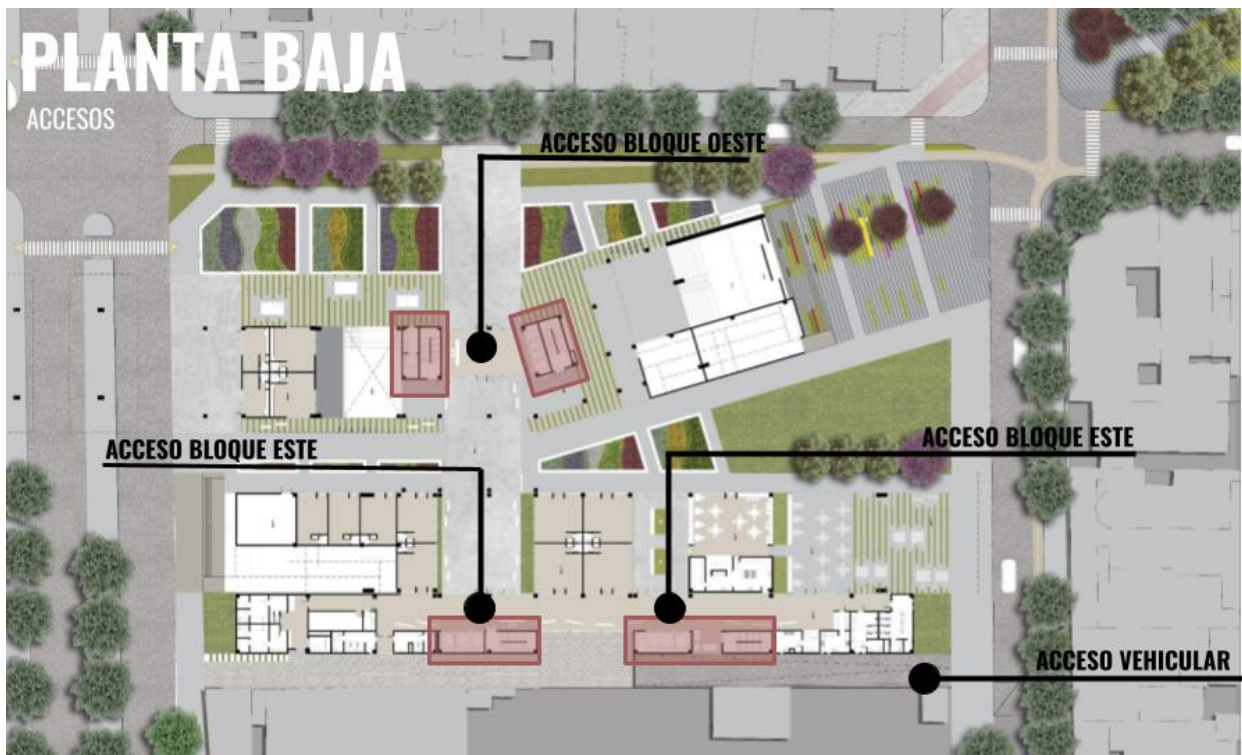 PLANTA BAJA
ACCESOS
ACCESO BLOQUE OESTE
ACCESO BLOQUE ESTE
ACCESO BLOQUE ESTE
ACCESO VEHICULAR